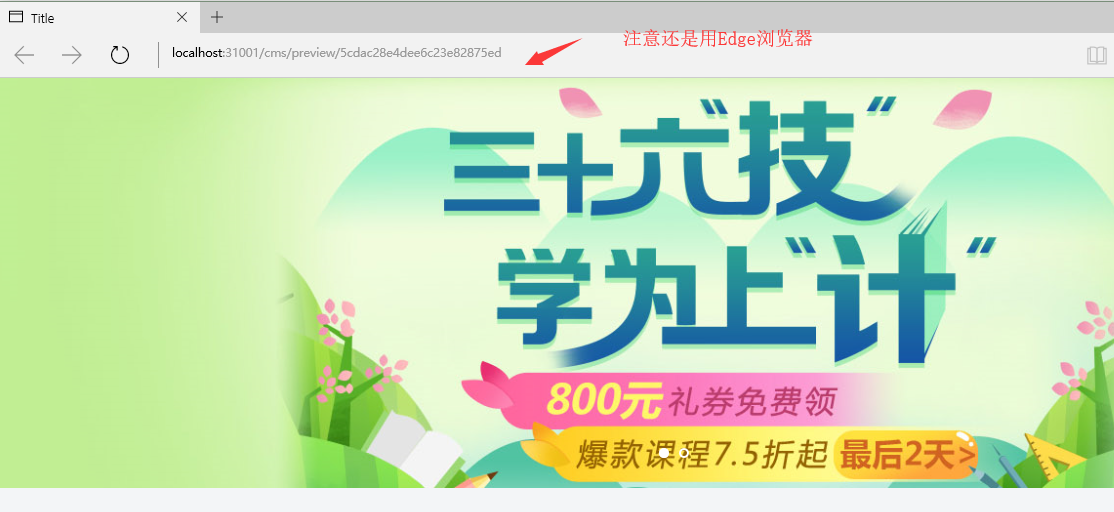 Title
localhost:31001/cms/preview/5cdac28e4dee6c23e82875ed
注意还是用Edge浏览器
三十六“技”
学为上“计”
800元礼券免费领
爆款课程7.5折起 最后2天>